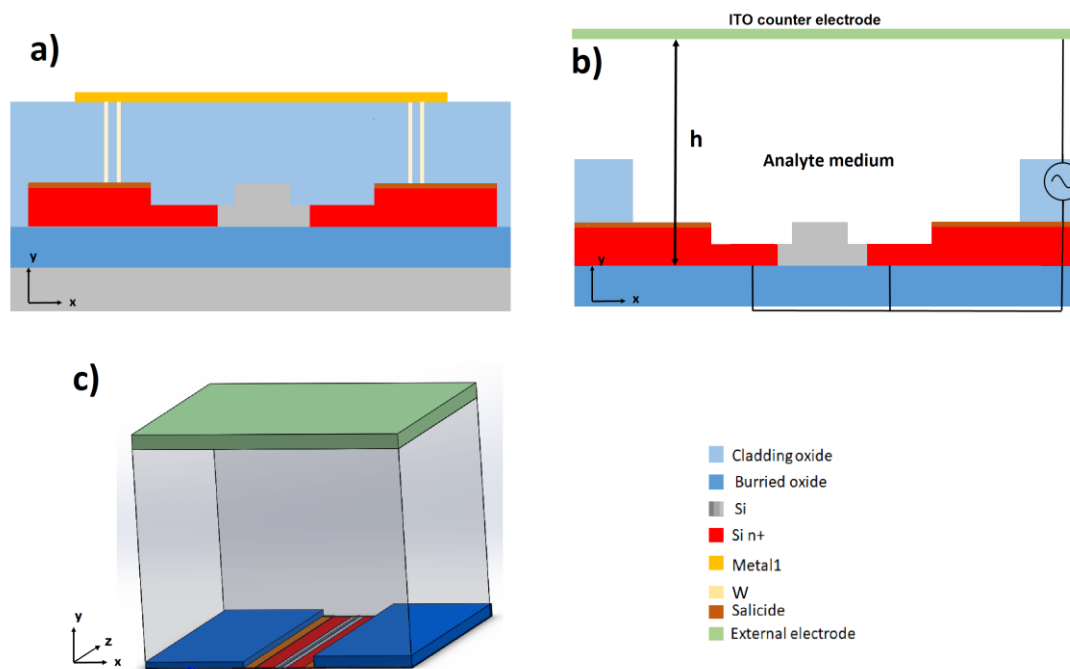 ITO counter electrode
a)
b)
h
Analyte medium
y
x
y
x
c)
y
z
x
Cladding oxide
Burried oxide
Si
Si n+
Metal1
W
Salicide
External electrode